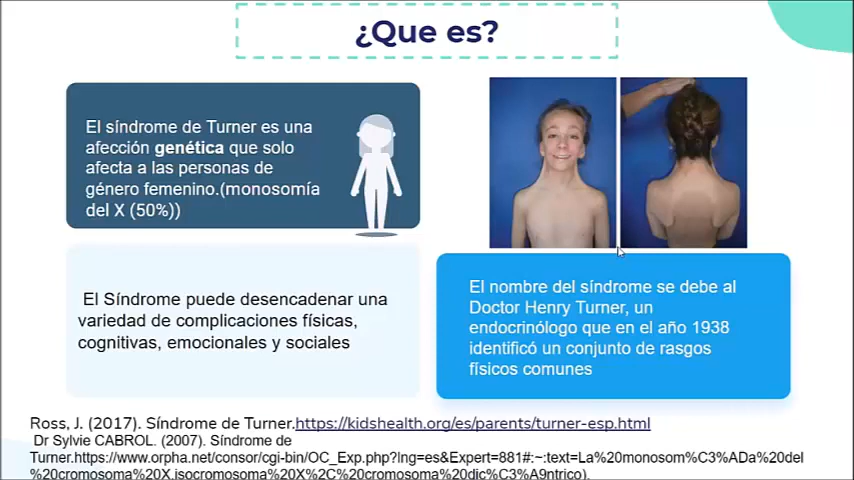 ¿Que es?
El síndrome de Turner es una
afección genética que solo
afecta a las personas de
género femenino.(monosomía
del X (50%))
El Síndrome puede desencadenar una
variedad de complicaciones físicas,
cognitivas, emocionales y sociales
El nombre del síndrome se debe al
Doctor Henry Turner, un
endocrinólogo que en el año 1938
identificó un conjunto de rasgos
físicos comunes
Ross, J. (2017). Síndrome de Turner.https://kidshealth.org/es/parents/turner-esp.html
Dr Sylvie CABROL. (2007). Síndrome de
Turner.https://www.orpha.net/consor/cgi-bin/OC_Exp.php?lng=es&Expert=881#:~:text=La%20monosom%C3%ADa%20del
%20cromosoma%20X,isocromosoma%20X%2C%20cromosoma%20dic%C3%A9ntrico).